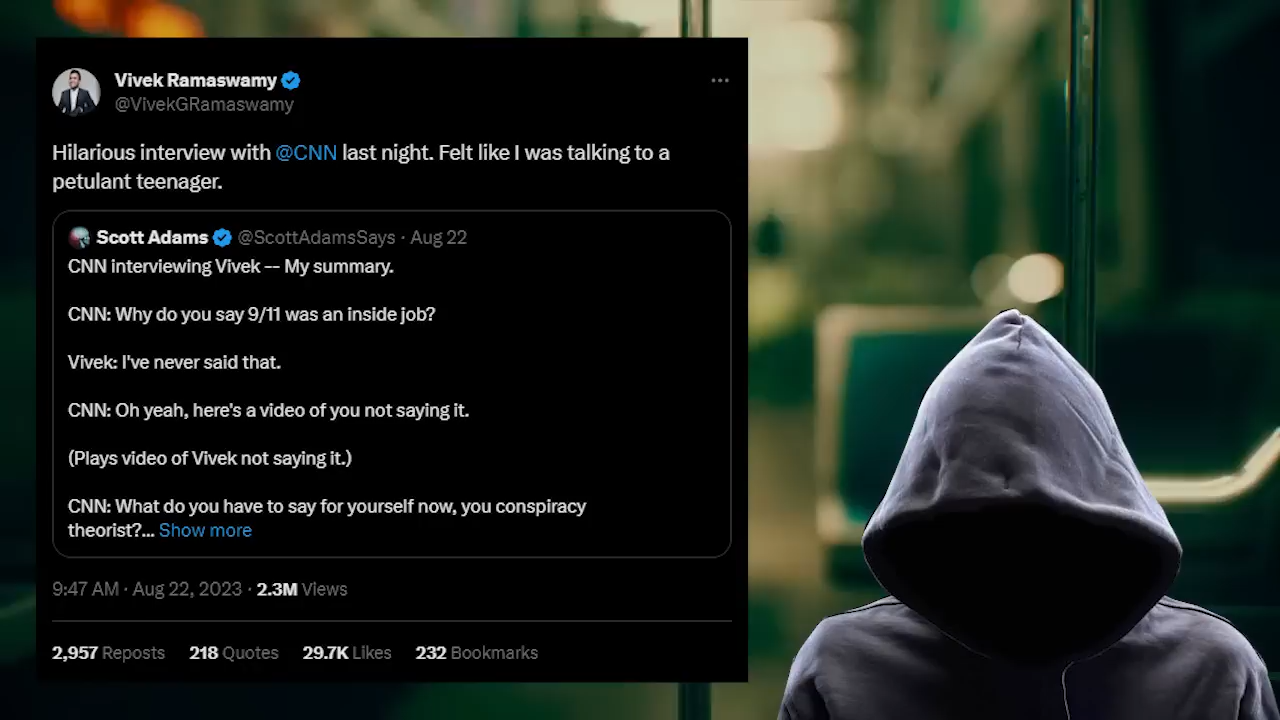 Vivek Ramaswamy
@VivekGRamaswamy
Hilarious interview with @CNN last night. Felt like I was talking to a
petulant teenager.
Scott Adams @ScottAdamsSays · Aug 22
CNN interviewing Vivek -- My summary.
CNN: Why do you say 9/11 was an inside job?
Vivek: I've never said that.
CNN: Oh yeah, here's a video of you not saying it.
(Plays video of Vivek not saying it.)
CNN: What do you have to say for yourself now, you conspiracy
theorist?... Show more
9:47 AM · Aug 22, 2023 · 2.3M Views
2,957 Reposts 218 Quotes 29.7K Likes 232 Bookmarks